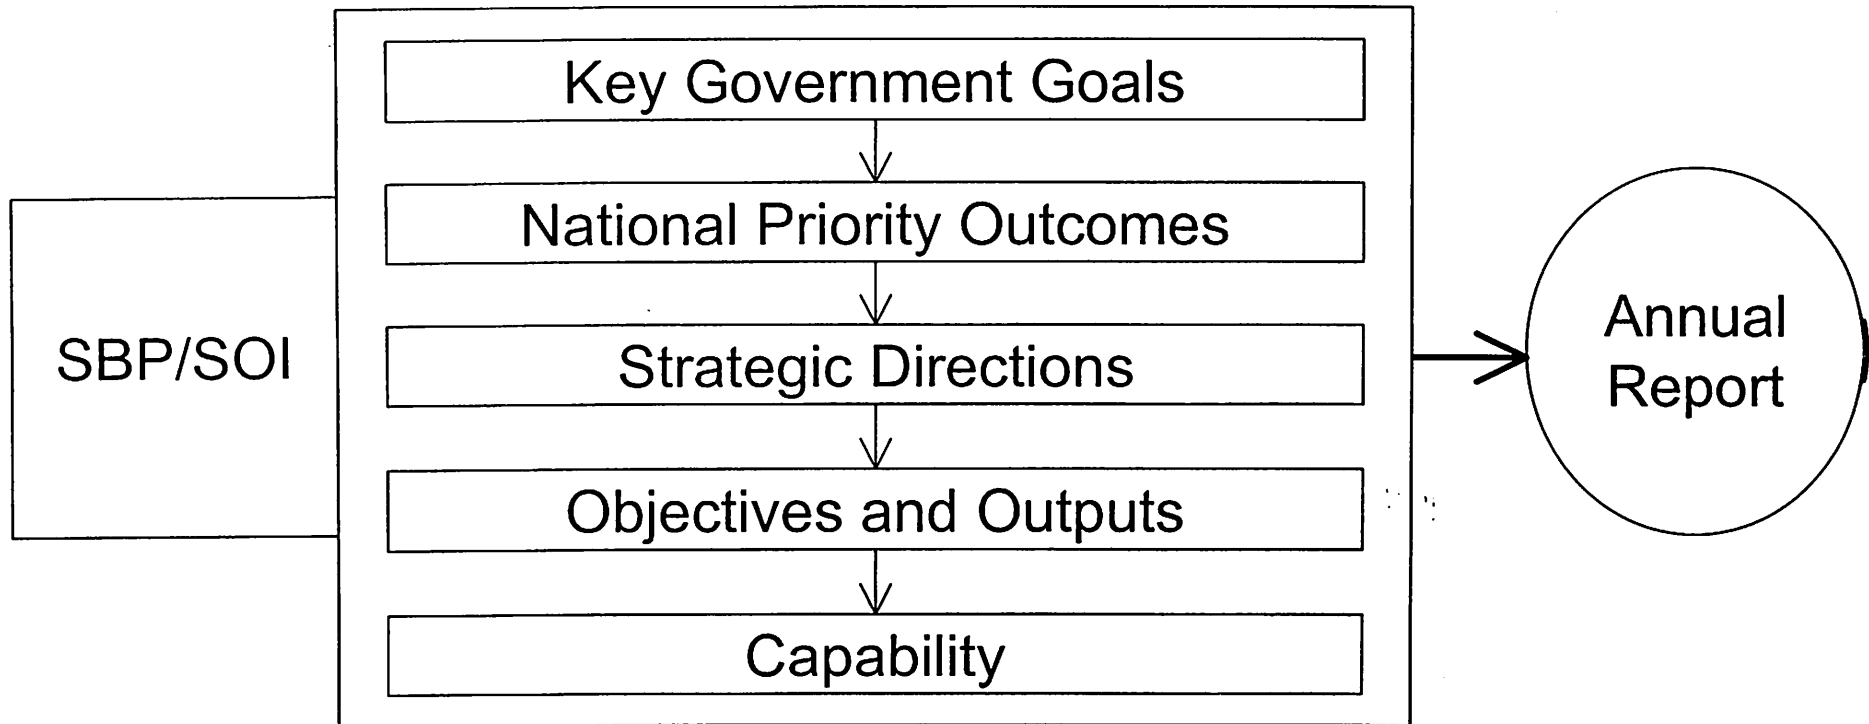 SBP/SOI
Key Government Goals
National Priority Outcomes
Strategic Directions
Objectives and Outputs
Capability
Annual
Report